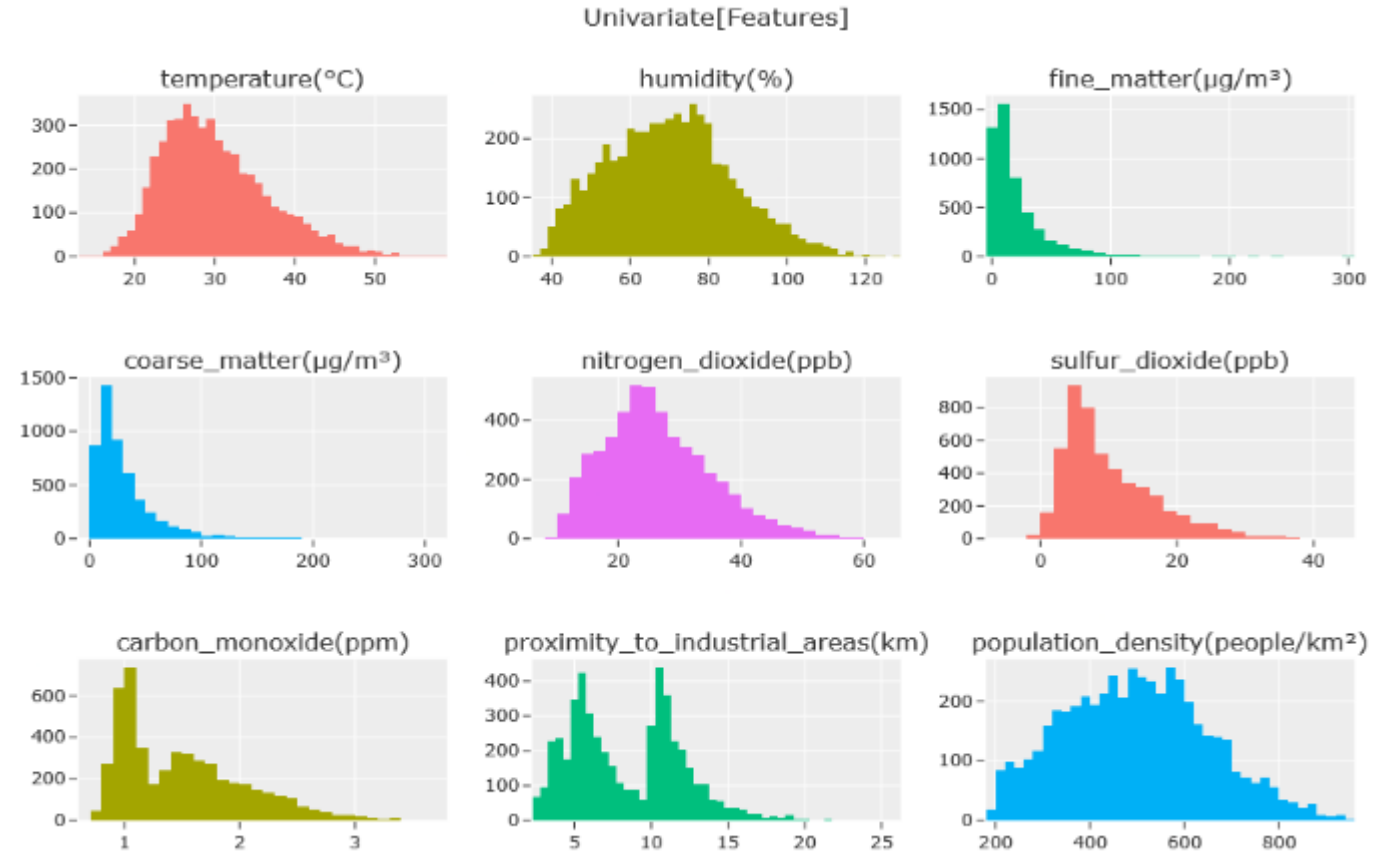 Univariate[Features]
temperature(°C)
300
200
100
0
20 30 40 50
humidity(%)
200
100
0
40 60 80 100 120
fine_matter(µg/m³)
1500
1000
500
0
0 100 200 300
coarse_matter(µg/m³)
1500
1000
500
0
0 100 200 300
nitrogen_dioxide(ppb)
400
200
0
20 40 60
sulfur_dioxide(ppb)
800
600
400
200
0
0 20 40
carbon_monoxide(ppm)
600
400
200
0
1 2 3
proximity_to_industrial_areas(km)
400
300
200
100
0
5 10 15 20 25
population_density(people/km²)
200
100
0
200 400 600 800